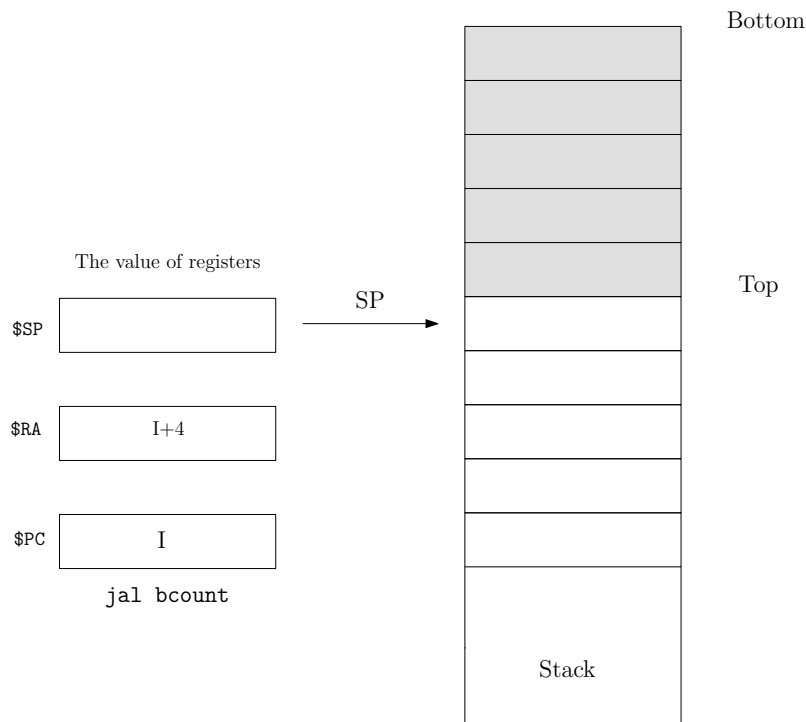 Bottom
The value of registers
Top
SP
$SP
$RA
I+4
$PC
I
jal bcount
Stack